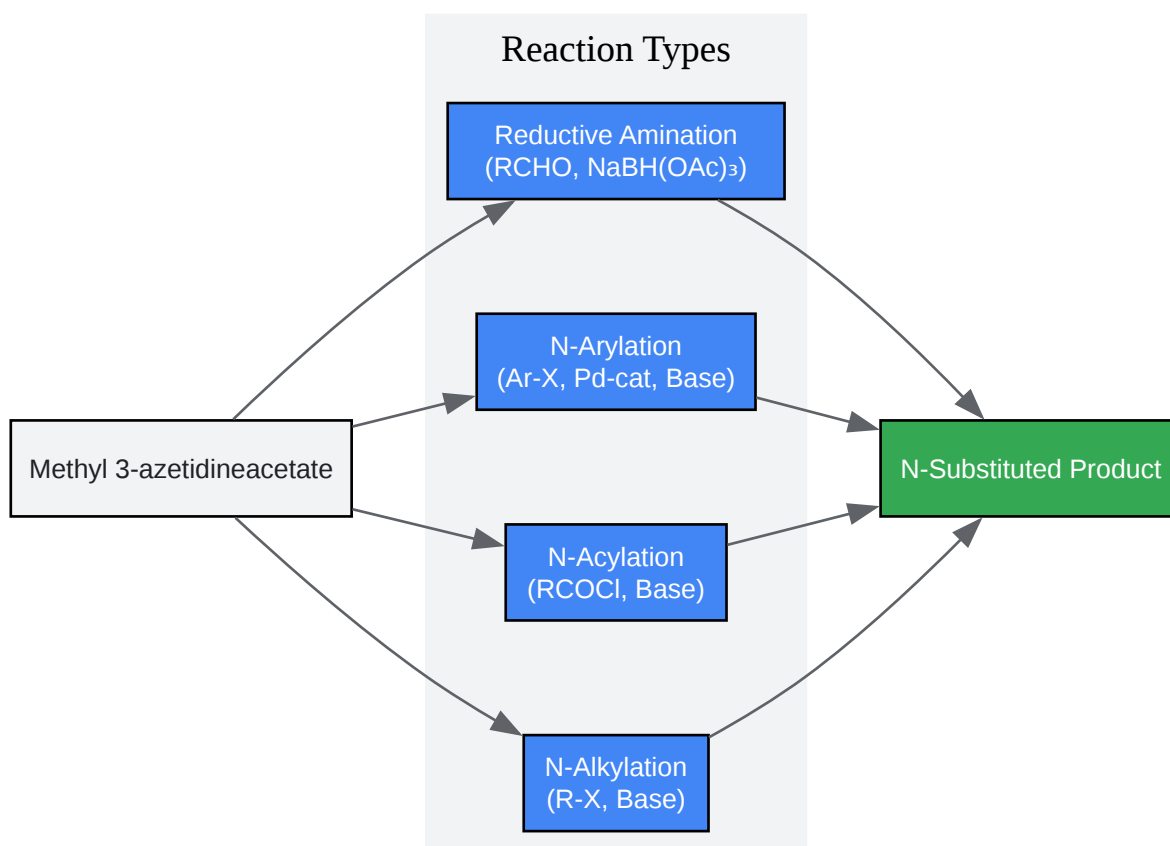 Reaction Types
Reductive Amination
(RCHO, NaBH(OAc)₃)
N-Arylation
(Ar-X, Pd-cat, Base)
Methyl 3-azetidineacetate
N-Substituted Product
N-Acylation
(RCOCl, Base)
N-Alkylation
(R-X, Base)